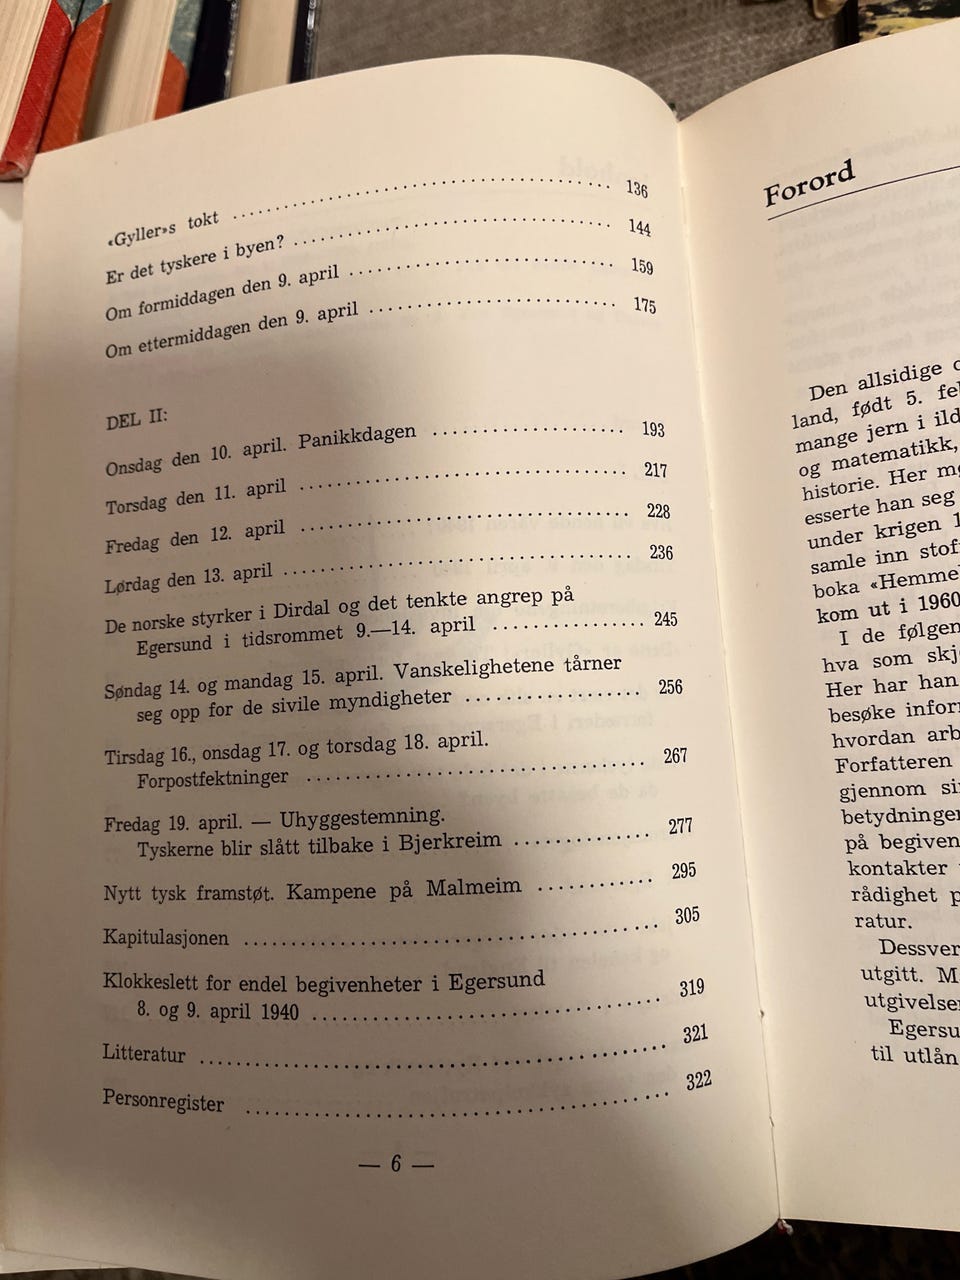 «Gyller»s tokt ........................................ 136
Er det tyskere i byen? ................................ 144
Om formiddagen den 9. april ........................... 159
Om ettermiddagen den 9. april ......................... 175
DEL II:
Onsdag den 10. april. Panikkdagen ..................... 193
Torsdag den 11. april ................................. 217
Fredag den 12. april .................................. 228
Lørdag den 13. april .................................. 236
De norske styrker i Dirdal og det tenkte angrep på
Egersund i tidsrommet 9.—14. april ................ 245
Søndag 14. og mandag 15. april. Vanskelighetene tårner
seg opp for de sivile myndigheter .................. 256
Tirsdag 16., onsdag 17. og torsdag 18. april.
Forpostfektninger .................................. 267
Fredag 19. april. — Uhyggestemning.
Tyskerne blir slått tilbake i Bjerkreim ............. 277
Nytt tysk framstøt. Kampene på Malmeim ............... 295
Kapitulasjonen ........................................ 305
Klokkeslett for endel begivenheter i Egersund
8. og 9. april 1940 ................................ 319
Litteratur ............................................ 321
Personregister ........................................ 322
— 6 —
Forord
Den allsidige
land, født 5.
mange jern i
og matematikk,
historie. Her
esserte han seg
under krigen
samle inn
boka
kom ut i 1960
I de
hva som
Her har han
besøke
hvordan
Forfatteren
gjennom
på
kontakter
rådighet
ratur.
til utlån